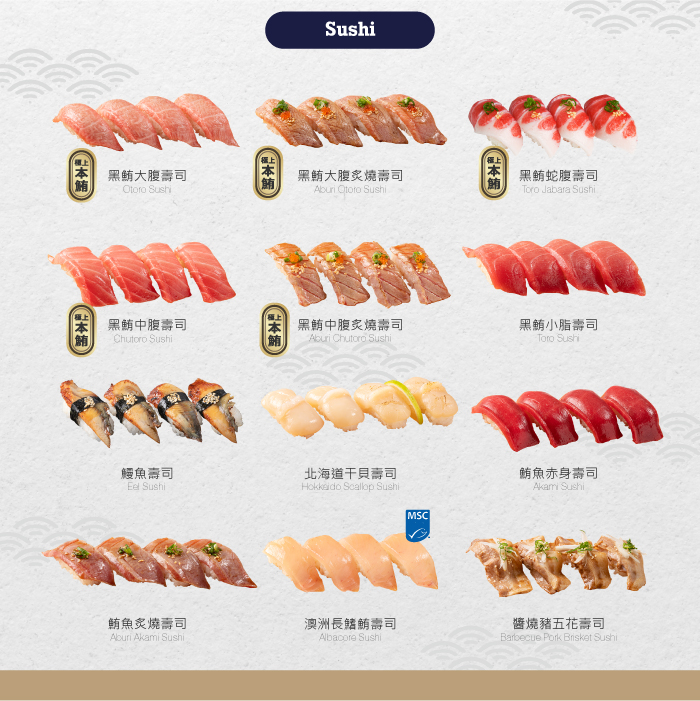 Sushi
極上
本鮪
黑鮪大腹壽司
Otoro Sushi
極上
本鮪
黑鮪大腹炙燒壽司
Aburi Otoro Sushi
極上
本鮪
黑鮪蛇腹壽司
Toro Jabara Sushi
極上
本鮪
黑鮪中腹壽司
Chutoro Sushi
極上
本鮪
黑鮪中腹炙燒壽司
Aburi Chutoro Sushi
黑鮪小脂壽司
Toro Sushi
鰻魚壽司
Eel Sushi
北海道干貝壽司
Hokkaido Scallop Sushi
鮪魚赤身壽司
Akami Sushi
鮪魚炙燒壽司
Aburi Akami Sushi
MSC
澳洲長鰭鮪壽司
Albacore Sushi
醬燒豬五花壽司
Barbecue Pork Brisket Sushi